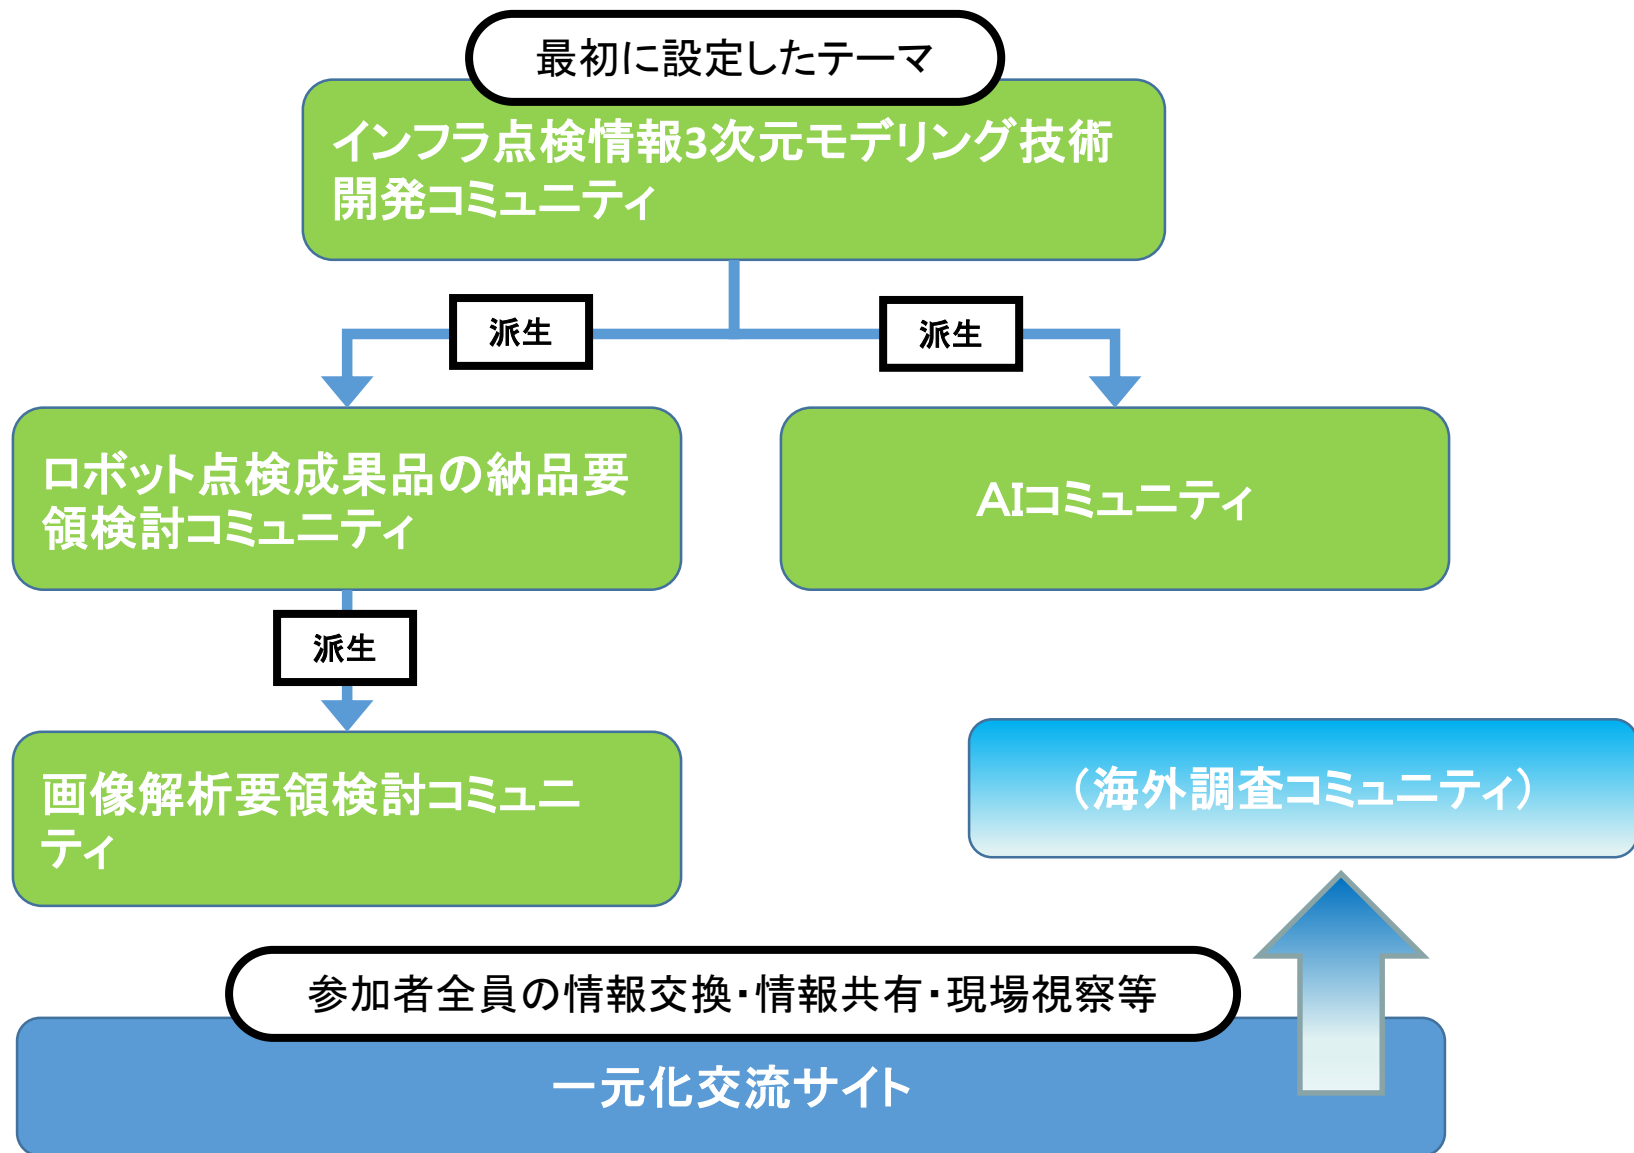 最初に設定したテーマ
インフラ点検情報3次元モデリング技術
開発コミュニティ
派生
派生
ロボット点検成果品の納品要
領検討コミュニティ
AIコミュニティ
派生
画像解析要領検討コミュニ
ティ
（海外調査コミュニティ）
参加者全員の情報交換・情報共有・現場視察等
一元化交流サイト